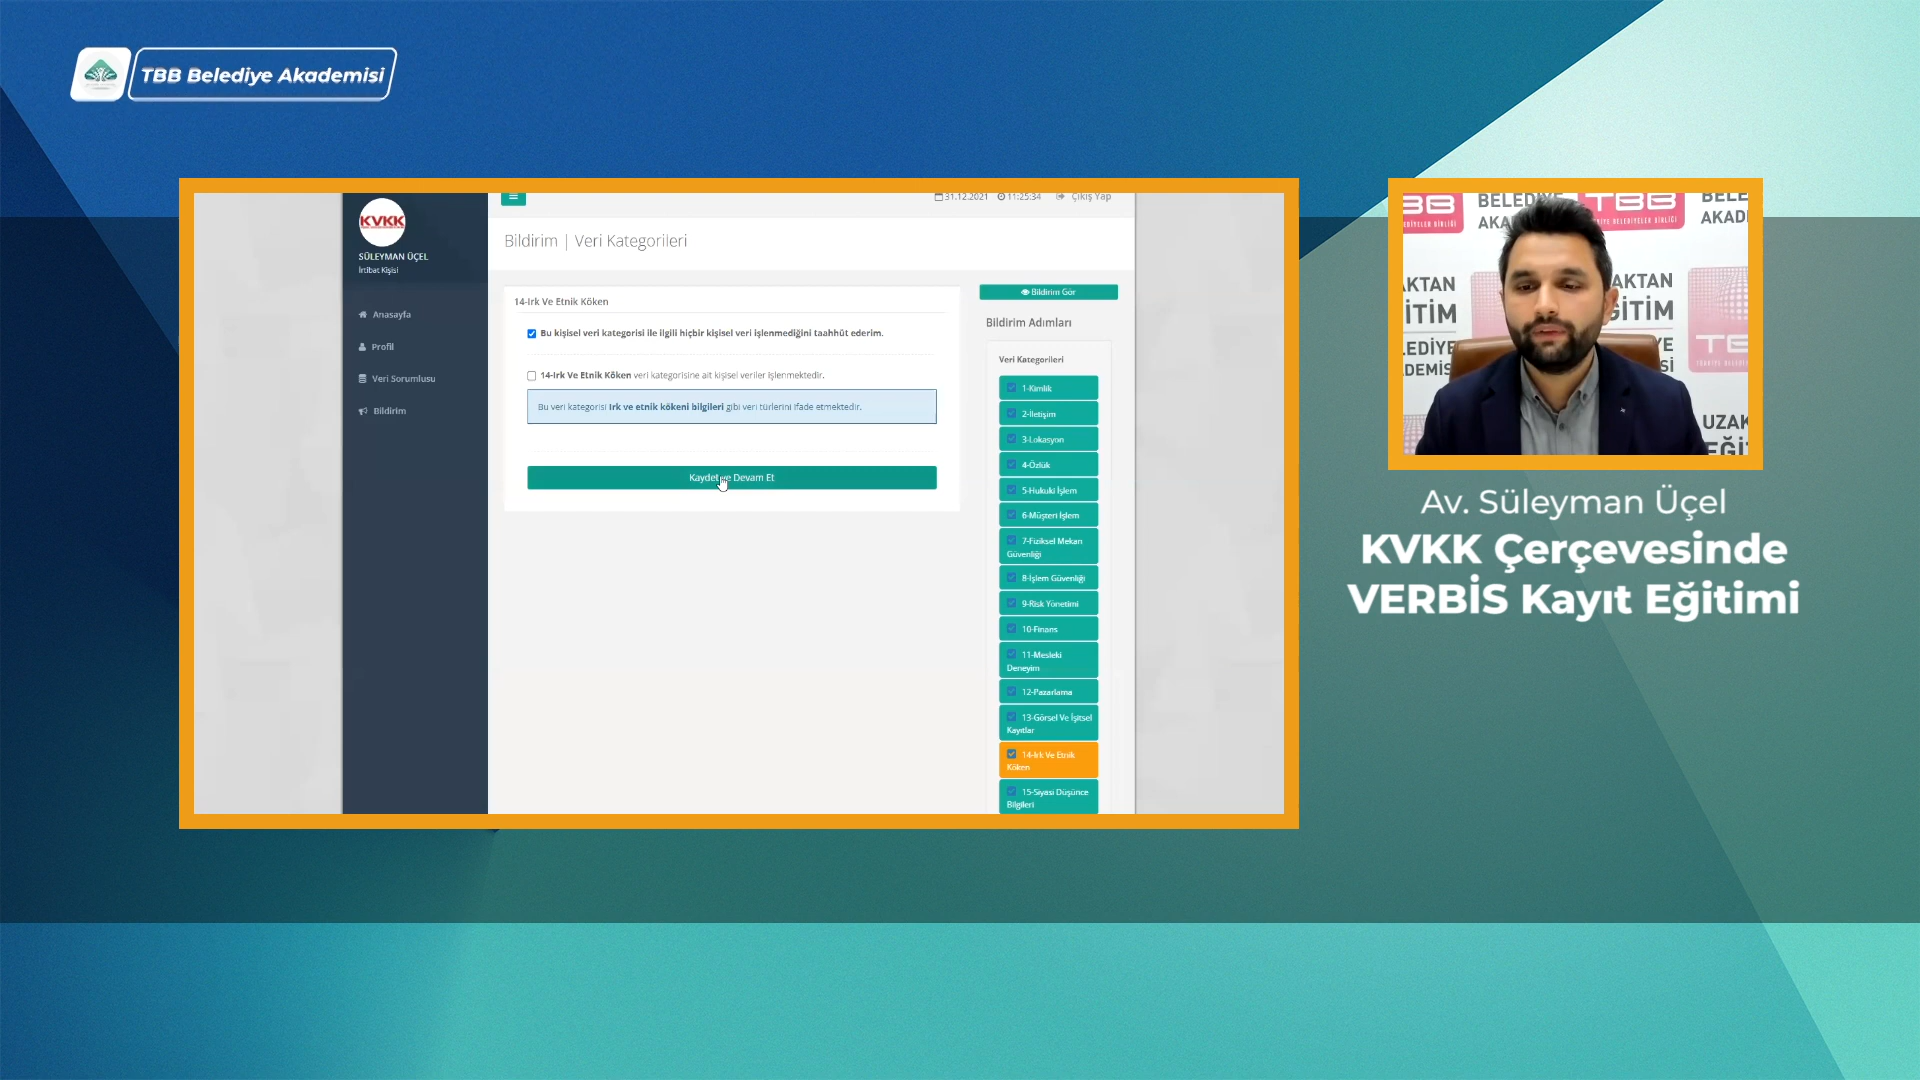 TBB Belediye Akademisi
KVKK
SÜLEYMAN ÜÇEL
İrtibat Kişisi
Anasayfa
Profil
Veri Sorumlusu
Bildirim
31.12.2021 11:25:34 Çıkış Yap
Bildirim | Veri Kategorileri
14-Irk Ve Etnik Köken
Bu kişisel veri kategorisi ile ilgili hiçbir kişisel veri işlenmediğini taahhüt ederim.
14-Irk Ve Etnik Köken veri kategorisine ait kişisel veriler işlenmektedir.
Bu veri kategorisi Irk ve etnik kökeni bilgileri gibi veri türlerini ifade etmektedir.
Kaydet ve Devam Et
Bildirim Gör
Bildirim Adımları
Veri Kategorileri
1-Kimlik
2-İletişim
3-Lokasyon
4-Özlük
5-Hukuki İşlem
6-Müşteri İşlem
7-Fiziksel Mekan
Güvenliği
8-İşlem Güvenliği
9-Risk Yönetimi
10-Finans
11-Mesleki
Deneyim
12-Pazarlama
13-Görsel Ve İşitsel
Kayıtlar
14-Irk Ve Etnik
Köken
15-Siyasi Düşünce
Bilgileri
Av. Süleyman Üçel
KVKK Çerçevesinde
VERBİS Kayıt Eğitimi